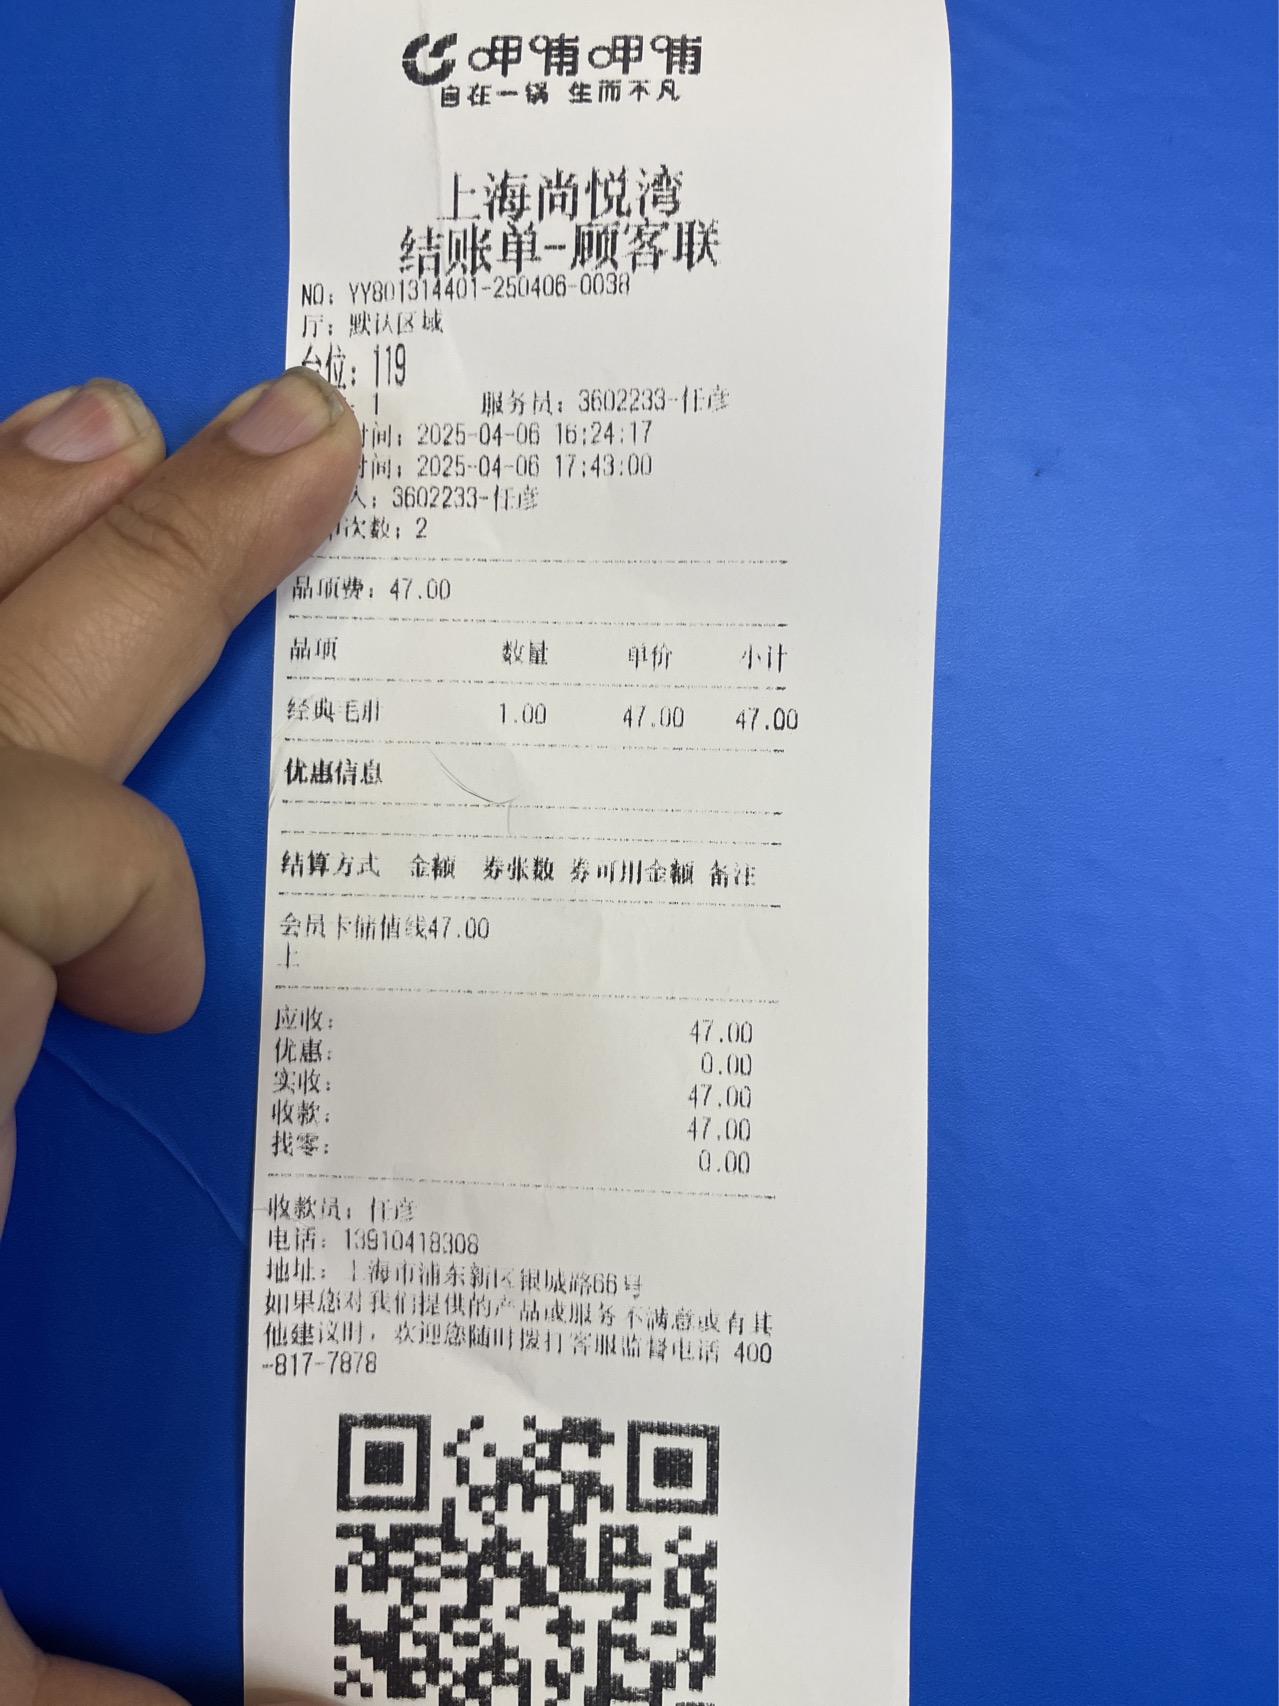 呷哺呷哺
自在一锅 生而不凡
上海尚悦湾
结账单-顾客联
NO: YY801314401-250406-0038
厅: 默认区域
台位: 119
1 服务员: 3602233-任彦
时间: 2025-04-06 16:24:17
时间: 2025-04-06 17:43:00
人: 3602233-任彦
次数: 2
品项费: 47.00
品项 数量 单价 小计
经典毛肚 1.00 47.00 47.00
优惠信息
结算方式 金额 券张数 券可用金额 备注
会员卡储值线47.00
上
应收: 47.00
优惠: 0.00
实收: 47.00
收款: 47.00
找零: 0.00
收款员: 任彦
电话: 13910418308
地址: 上海市浦东新区银城路66号
如果您对我们提供的产品或服务不满意或有其
他建议时，欢迎您随时拨打客服监督电话 400
-817-7878